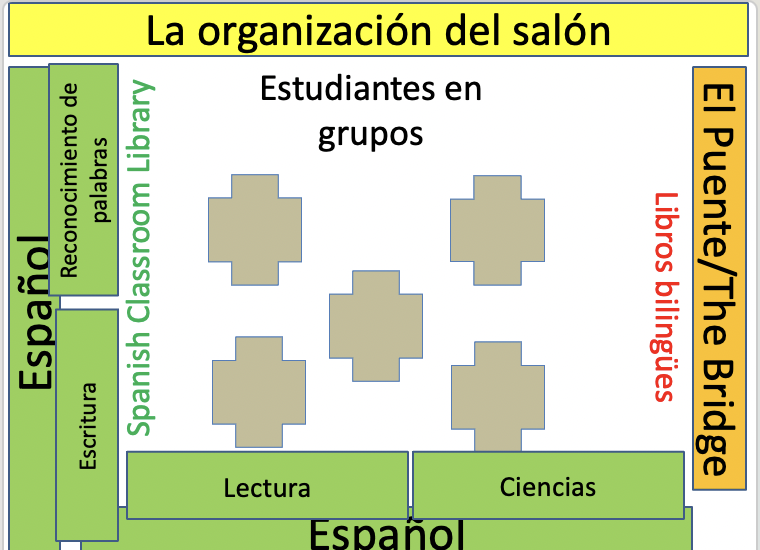 La organización del salón
Estudiantes en
grupos
Español
Reconocimiento de
palabras
Escritura
Spanish Classroom Library
Libros bilingües
El Puente/The Bridge
Lectura
Ciencias
Español